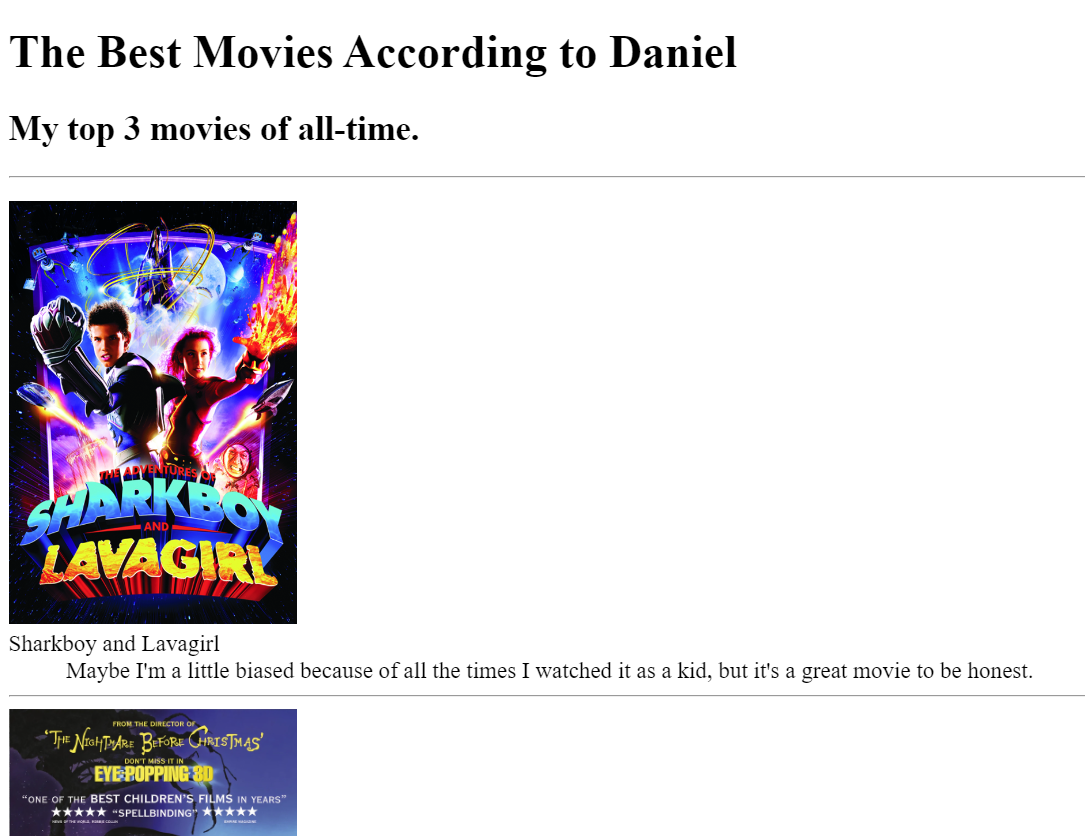 The Best Movies According to Daniel
My top 3 movies of all-time.
THE ADVENTURES OF
SHARKBOY
AND
LAVAGIRL
Sharkboy and Lavagirl
Maybe I'm a little biased because of all the times I watched it as a kid, but it's a great movie to be honest.
FROM THE DIRECTOR OF
'THE NIGHTMARE BEFORE CHRISTMAS'
DON'T MISS IT IN
EYE-POPPING 3D
"ONE OF THE BEST CHILDREN'S FILMS IN YEARS"
★★★★★ "SPELLBINDING" ★★★★★